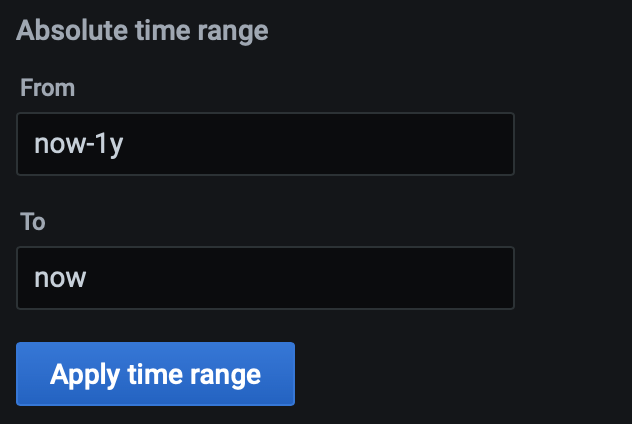 Absolute time range
From
now-1y
To
now
Apply time range